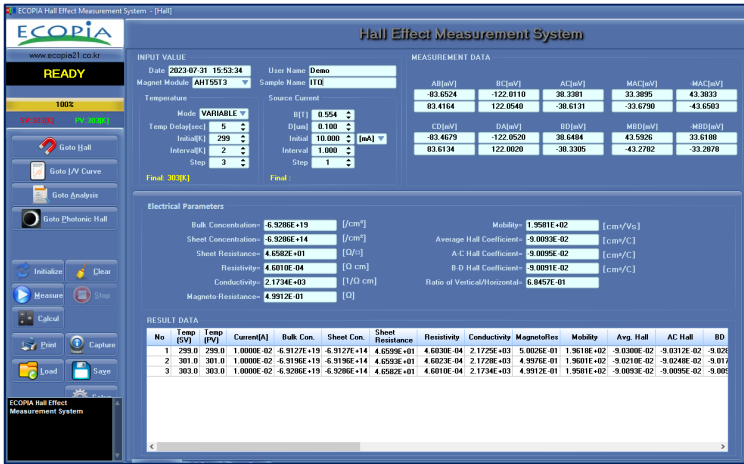 ECOPIA Hall Effect Measurement System - [Hall]
ECOPIA
Hall Effect Measurement System
www.ecopia21.co.kr
READY
100%
SV:303[K] PV:303[K]
Goto Hall
Goto I/V Curve
Goto Analysis
Goto Photonic Hall
Initialize Clear
Measure Stop
Calcul
Print Capture
Load Save
ECOPIA Hall Effect
Measurement System
INPUT VALUE
Date 2023-07-31 15:53:34 User Name Demo
Magnet Module AHT55T3 Sample Name ITO
Temperature Source Current
Mode VARIABLE B[T] 0.554
Temp Delay[sec] 5 D[um] 0.100
Initial[K] 299 Initial 10.000 [mA]
Interval[K] 2 Interval 1.000
Step 3 Step 1
Final: 303[K] Final :
MEASUREMENT DATA
AB[mV] BC[mV] AC[mV] MAC[mV] -MAC[mV]
-83.6524 -122.0110 38.3381 33.3895 43.3833
83.4164 122.0540 -38.6131 -33.6790 -43.6503
CD[mV] DA[mV] BD[mV] MBD[mV] -MBD[mV]
-83.4679 -122.0520 38.6484 43.5926 33.6188
83.6134 122.0020 -38.3305 -43.2782 -33.2878
Electrical Parameters
Bulk Concentration= -6.9286E+19 [/cm³] Mobility= 1.9581E+02 [cm²/Vs]
Sheet Concentration= -6.9286E+14 [/cm²] Average Hall Coefficient= -9.0093E-02 [cm³/C]
Sheet Resistance= 4.6582E+01 [Ω/□] A-C Hall Coefficient= -9.0095E-02 [cm³/C]
Resistivity= 4.6010E-04 [Ω cm] B-D Hall Coefficient= -9.0091E-02 [cm³/C]
Conductivity= 2.1734E+03 [1/Ω cm] Ratio of Vertical/Horizontal= 6.8457E-01
Magneto-Resistance= 4.9912E-01 [Ω]
RESULT DATA
No Temp (SV) Temp (PV) Current[A] Bulk Con. Sheet Con. Sheet Resistance Resistivity Conductivity MagnetoRes Mobility Avg. Hall AC Hall BD
1 299.0 299.0 1.0000E-02 -6.9127E+19 -6.9127E+14 4.6599E+01 4.6030E-04 2.1725E+03 5.0026E-01 1.9618E+02 -9.0300E-02 -9.0312E-02 -9.028
2 301.0 301.0 1.0000E-02 -6.9196E+19 -6.9196E+14 4.6593E+01 4.6023E-04 2.1728E+03 4.9976E-01 1.9601E+02 -9.0210E-02 -9.0248E-02 -9.017
3 303.0 303.0 1.0000E-02 -6.9286E+19 -6.9286E+14 4.6582E+01 4.6010E-04 2.1734E+03 4.9912E-01 1.9581E+02 -9.0093E-02 -9.0095E-02 -9.009